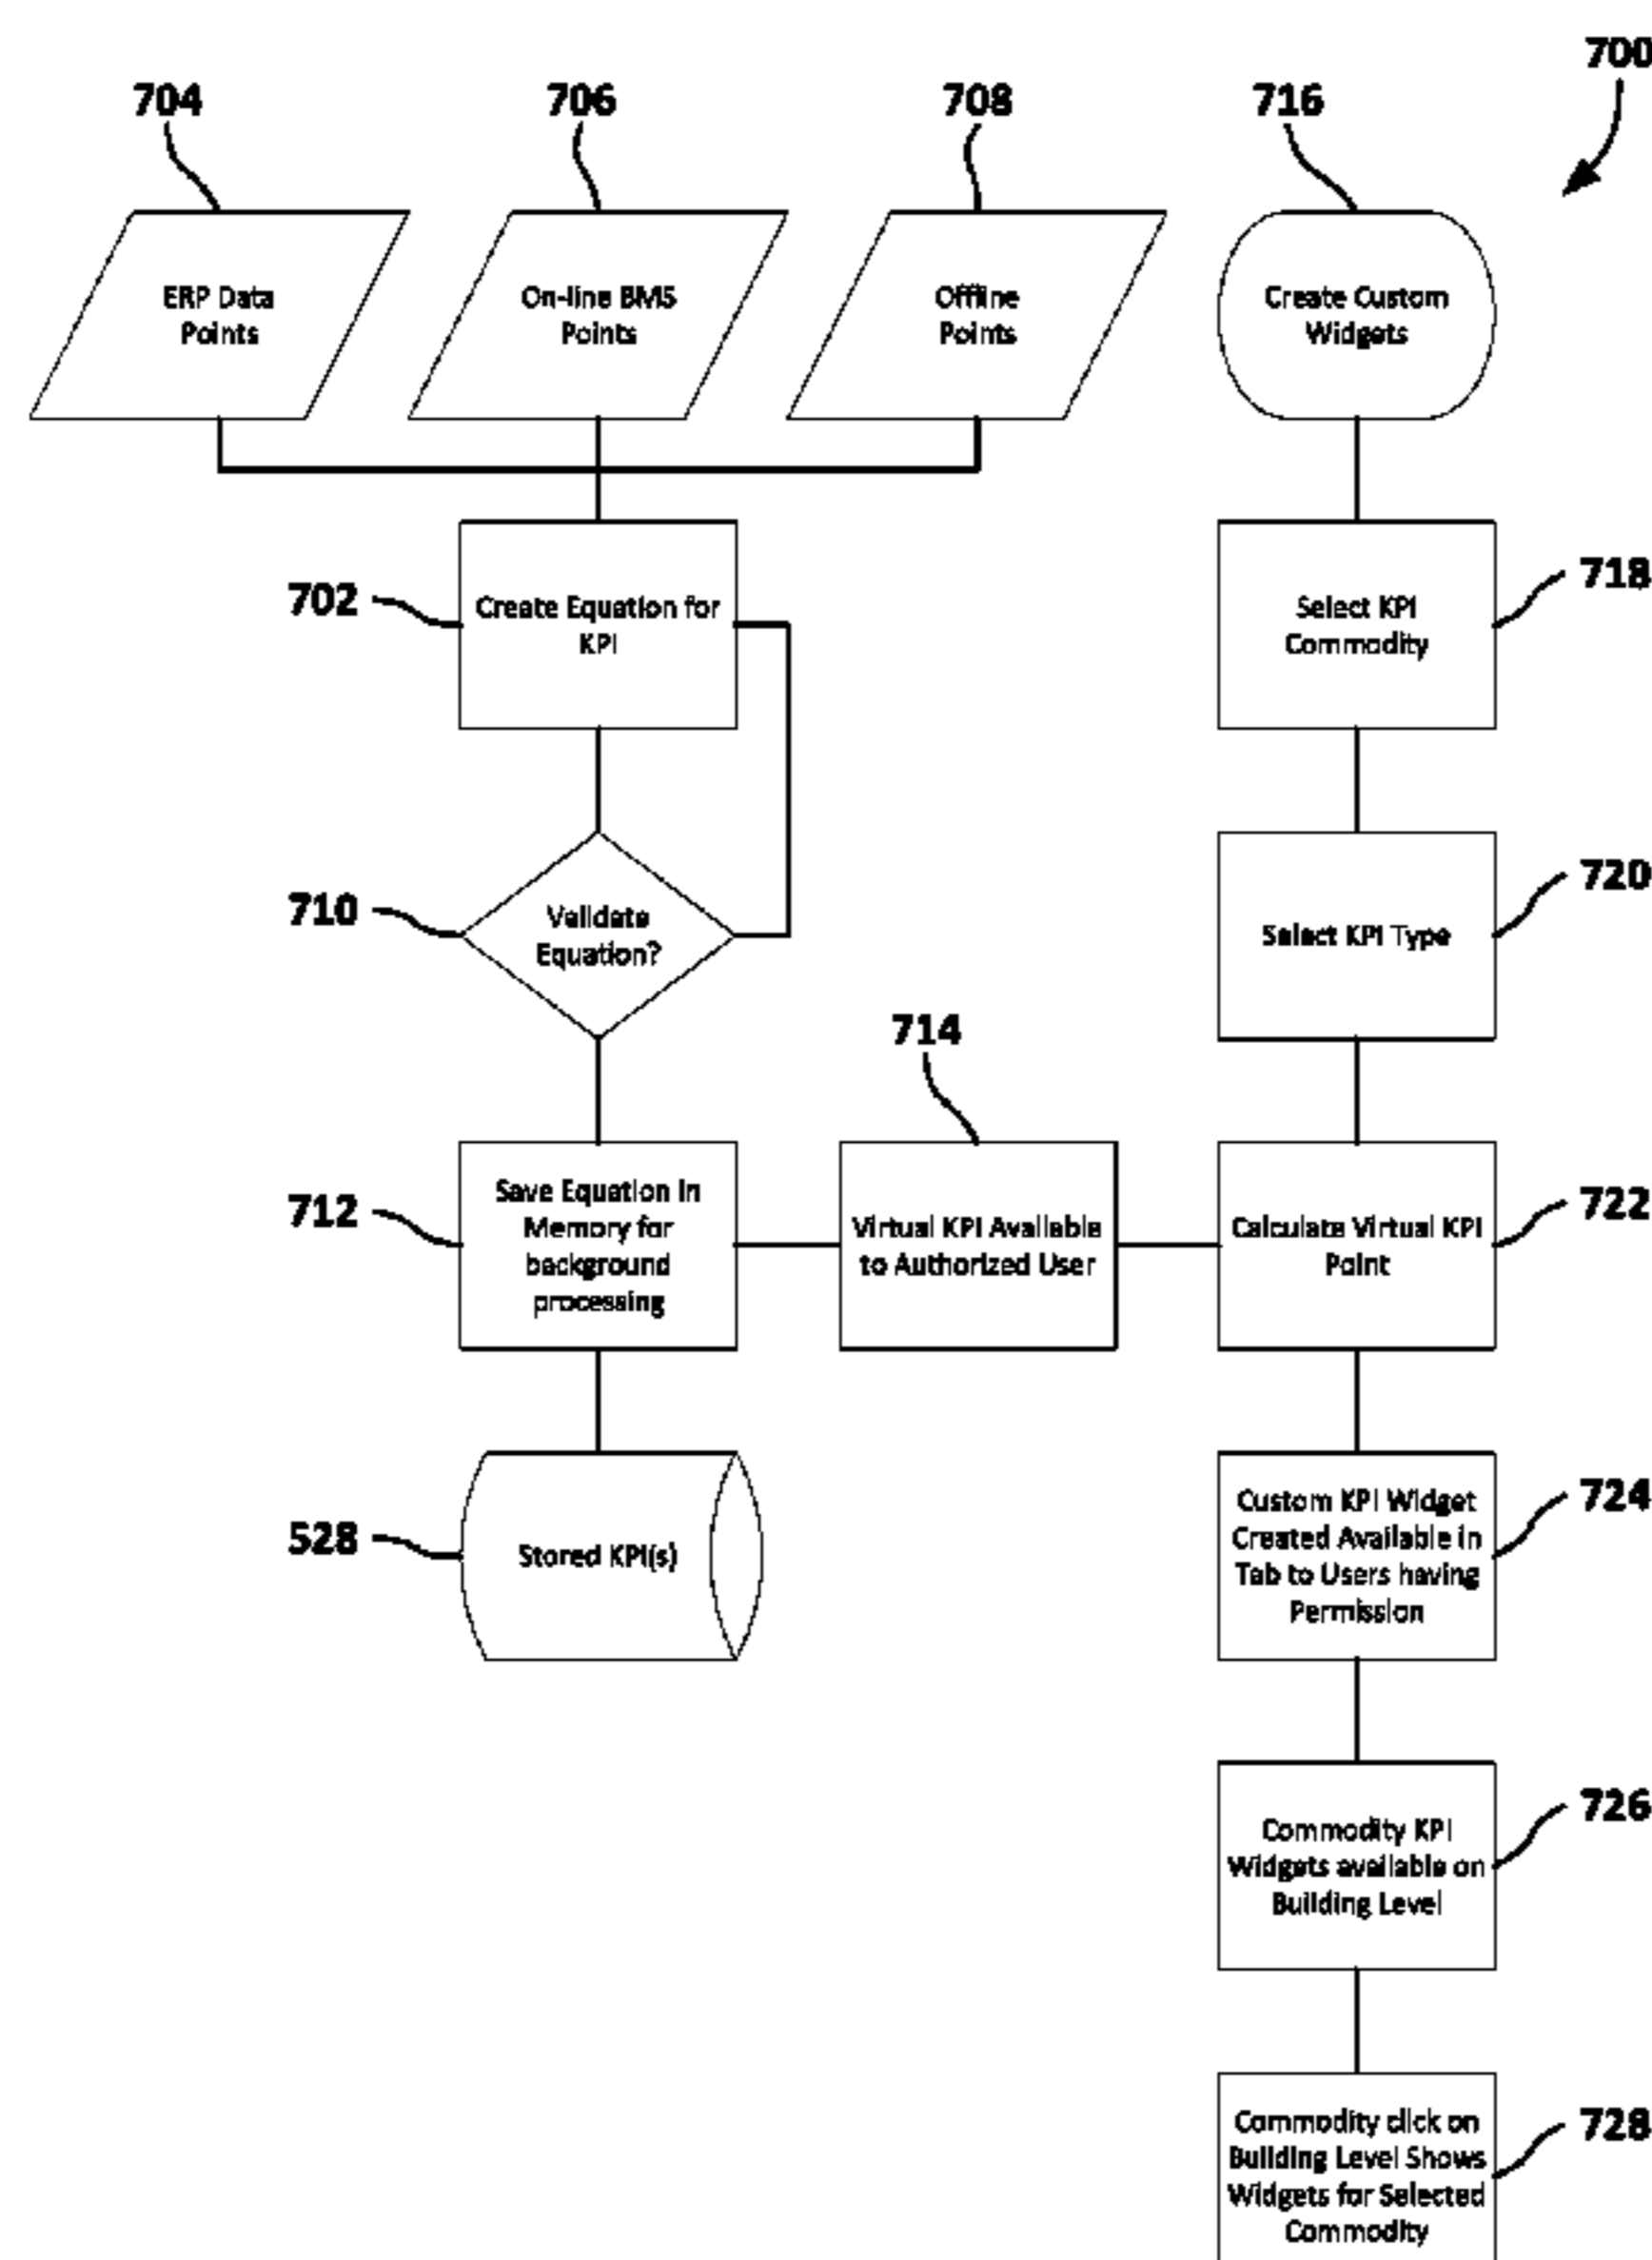 700
704
706
708
716
ERP Data
Points
On-line BMS
Points
Offline
Points
Create Custom
Widgets
702
Create Equation for
KPI
Select KPI
Commodity
718
710
Validate
Equation?
Select KPI Type
720
714
712
Save Equation in
Memory for
background
processing
Virtual KPI Available
to Authorized User
Calculate Virtual KPI
Point
722
528
Stored KPI(s)
Custom KPI Widget
Created Available in
Tab to Users having
Permission
724
Commodity KPI
Widgets available on
Building Level
726
Commodity click on
Building Level Shows
Widgets for Selected
Commodity
728